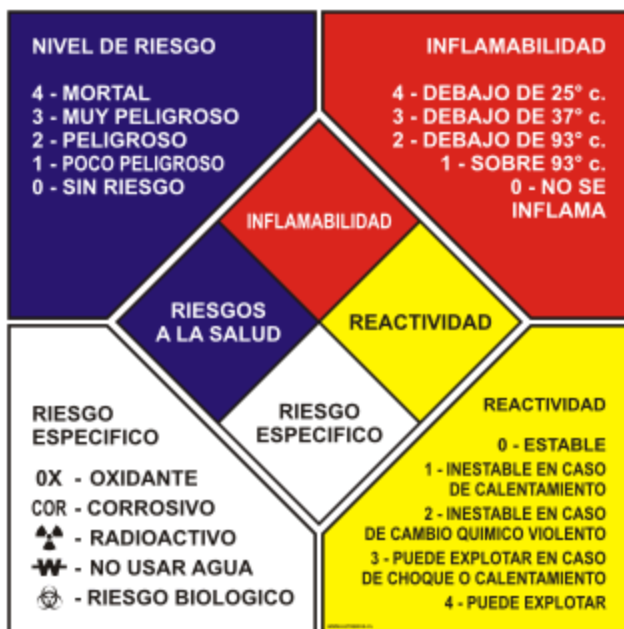 NIVEL DE RIESGO
4 - MORTAL
3 - MUY PELIGROSO
2 - PELIGROSO
1 - POCO PELIGROSO
0 - SIN RIESGO
INFLAMABILIDAD
4 - DEBAJO DE 25° c.
3 - DEBAJO DE 37° c.
2 - DEBAJO DE 93° c.
1 - SOBRE 93° c.
0 - NO SE
INFLAMA
INFLAMABILIDAD
RIESGOS
A LA SALUD
REACTIVIDAD
RIESGO
ESPECIFICO
RIESGO
ESPECIFICO
0X - OXIDANTE
COR - CORROSIVO
- RADIOACTIVO
W - NO USAR AGUA
- RIESGO BIOLOGICO
REACTIVIDAD
0 - ESTABLE
1 - INESTABLE EN CASO
DE CALENTAMIENTO
2 - INESTABLE EN CASO
DE CAMBIO QUIMICO VIOLENTO
3 - PUEDE EXPLOTAR EN CASO
DE CHOQUE O CALENTAMIENTO
4 - PUEDE EXPLOTAR